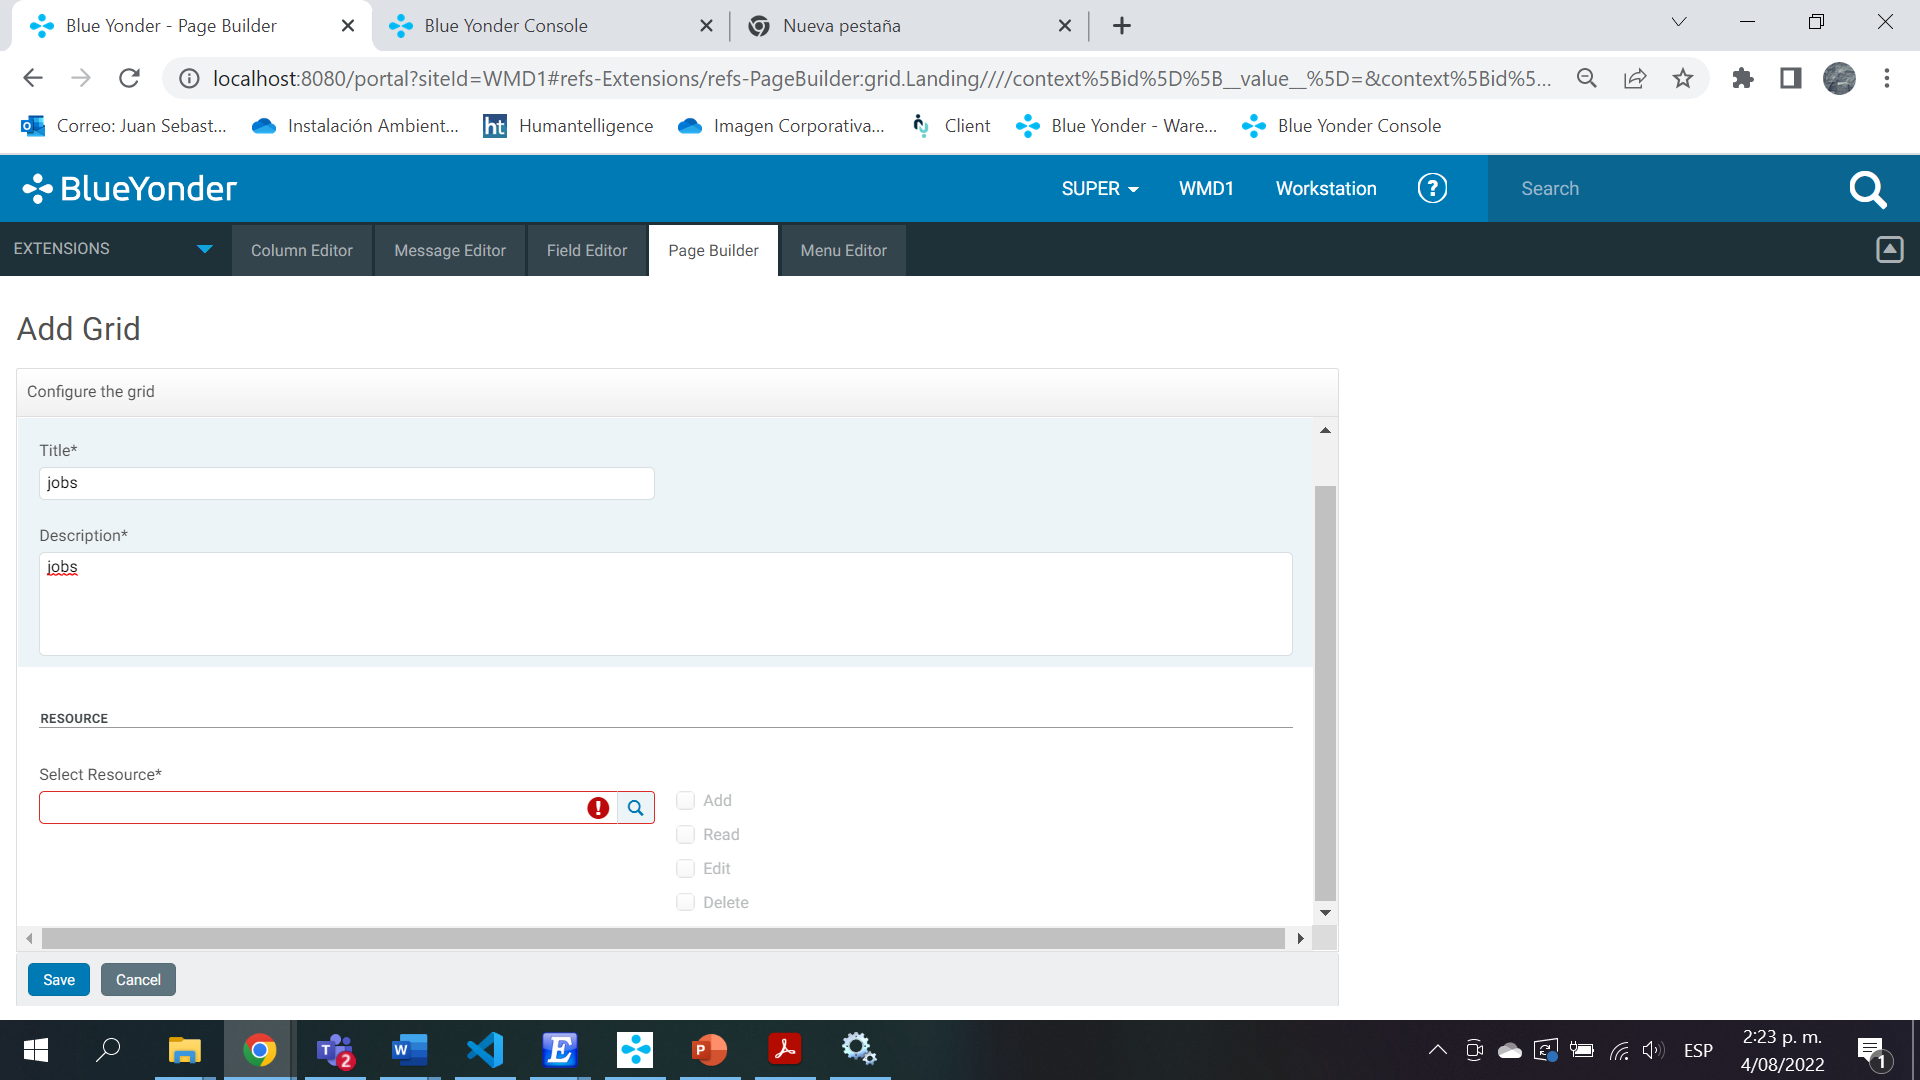 Blue Yonder - Page Builder
Blue Yonder Console
Nueva pestaña
localhost:8080/portal?siteId=WMD1#refs-Extensions/refs-PageBuilder:grid.Landing////context%5Bid%5D%5B__value__%5D=&context%5Bid%5...
Correo: Juan Sebast...
Instalación Ambient...
ht Humantelligence
Imagen Corporativa...
Client
Blue Yonder - Ware...
Blue Yonder Console
BlueYonder
SUPER
WMD1
Workstation
?
Search
EXTENSIONS
Column Editor
Message Editor
Field Editor
Page Builder
Menu Editor
Add Grid
Configure the grid
Title*
jobs
Description*
jobs
RESOURCE
Select Resource*
Add
Read
Edit
Delete
Save
Cancel
T 2
W
E
P
ESP
2:23 p. m.
4/08/2022
1